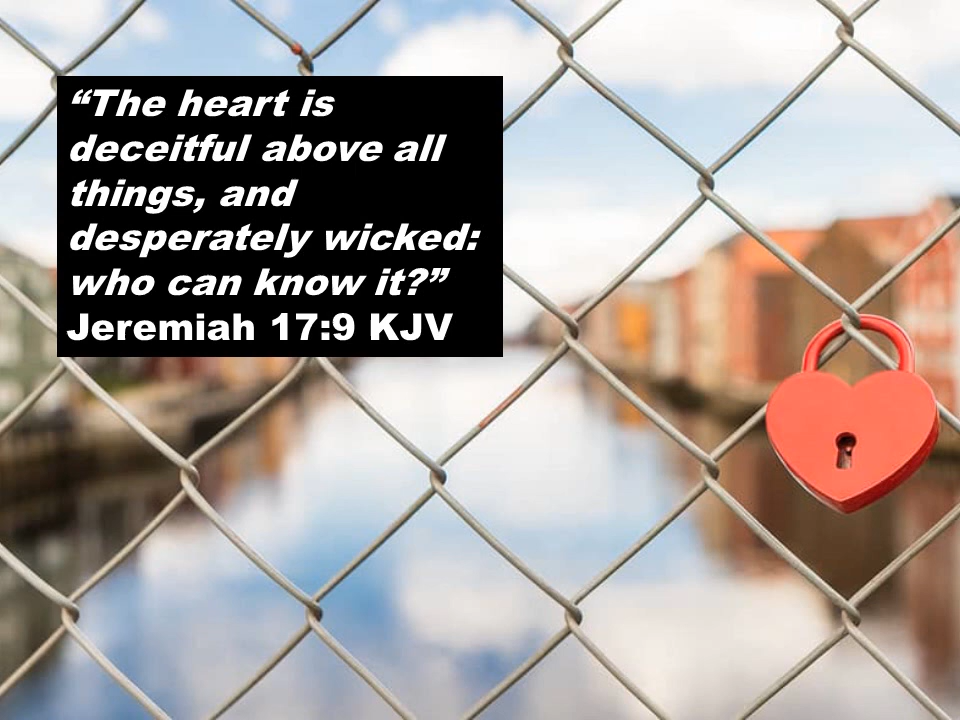 “The heart is
deceitful above all
things, and
desperately wicked:
who can know it?”
Jeremiah 17:9 KJV